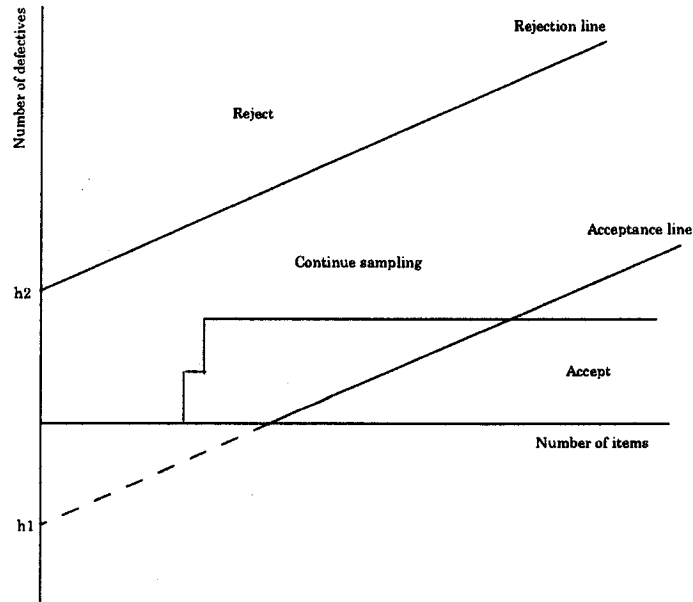 Number of defectives
Rejection line
Reject
Acceptance line
Continue sampling
h2
Accept
Number of items
h1